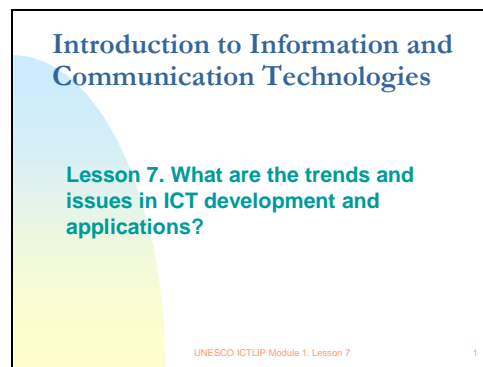 Introduction to Information and
Communication Technologies
Lesson 7. What are the trends and
issues in ICT development and
applications?
UNESCO ICTLIP Module 1. Lesson 7
1